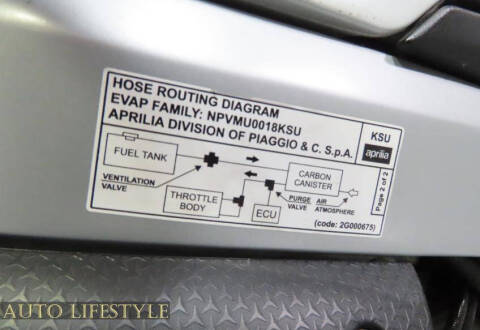 HOSE ROUTING DIAGRAM
EVAP FAMILY: NPVMU0018KSU
APRILIA DIVISION OF PIAGGIO & C. S.p.A.
KSU
aprilia
Page 2 of 2
FUEL TANK
VENTILATION
VALVE
CARBON
CANISTER
THROTTLE
BODY
ECU
PURGE
VALVE
AIR
ATMOSPHERE
(code: 2G000675)
AUTO LIFESTYLE